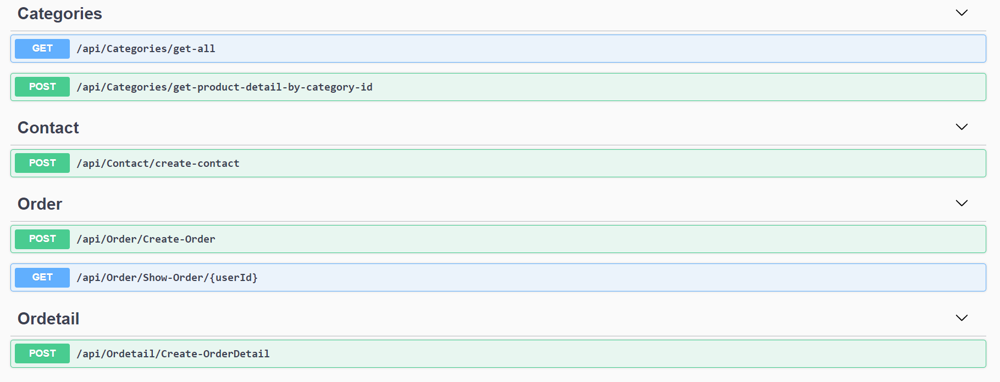 Categories
GET /api/Categories/get-all
POST /api/Categories/get-product-detail-by-category-id
Contact
POST /api/Contact/create-contact
Order
POST /api/Order/Create-Order
GET /api/Order/Show-Order/{userId}
Ordetail
POST /api/Ordetail/Create-OrderDetail